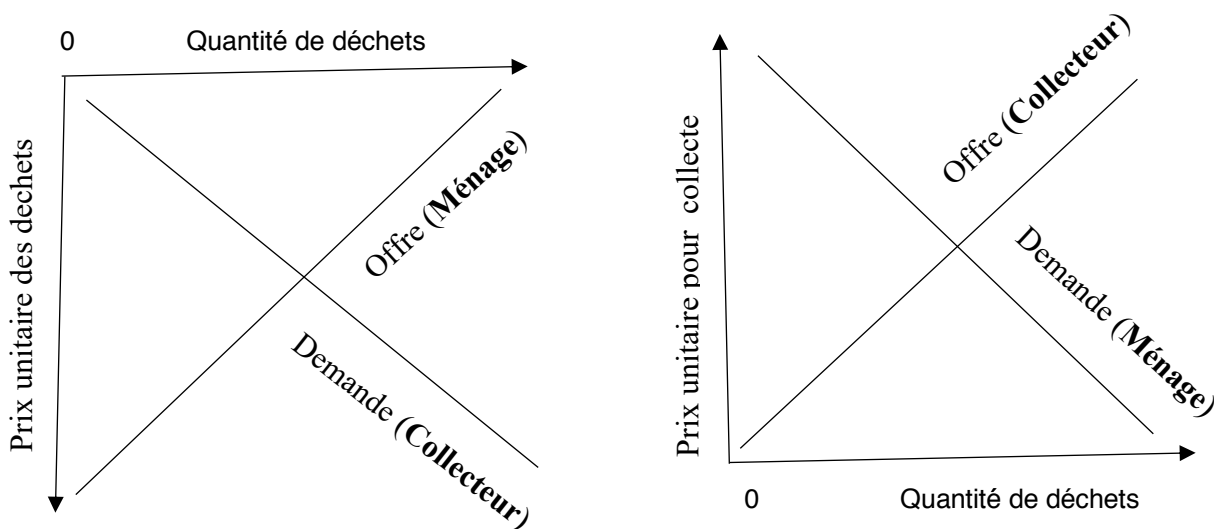 0
Quantité de déchets
Prix unitaire des dechets
Offre (Ménage)
Demande (Collecteur)
Prix unitaire pour collecte
Offre (Collecteur)
Demande (Ménage)
0
Quantité de déchets